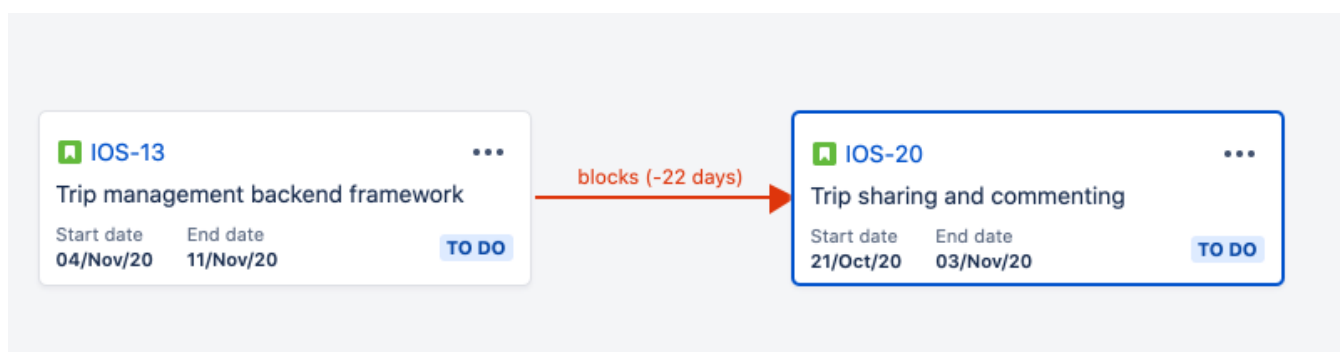 IOS-13
Trip management backend framework
Start date End date
04/Nov/20 11/Nov/20
TO DO
blocks (-22 days)
IOS-20
Trip sharing and commenting
Start date End date
21/Oct/20 03/Nov/20
TO DO